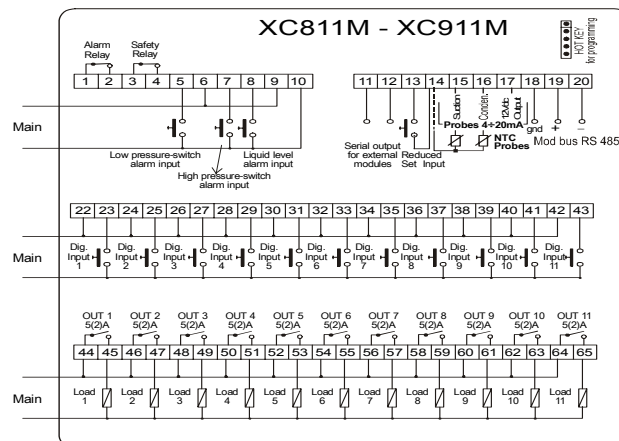 XC811M - XC911M
HOT KEY
for programming
Alarm
Relay
Safety
Relay
1 2 3 4 5 6 7 8 9 10
11 12 13 14 15 16 17 18 19 20
Main
Suction
Conden.
12Vdc
Output
Probes 4÷20mA
gnd + –
NTC
Probes
Mod bus RS 485
Low pressure-switch
alarm input
High pressure-switch
alarm input
Liquid level
alarm input
Serial output
for external
modules
Reduced
Set Input
22 23 24 25 26 27 28 29 30 31 32 33 34 35 36 37 38 39 40 41 42 43
Main
Dig.
Input
1
Dig.
Input
2
Dig.
Input
3
Dig.
Input
4
Dig.
Input
5
Dig.
Input
6
Dig.
Input
7
Dig.
Input
8
Dig.
Input
9
Dig.
Input
10
Dig.
Input
11
OUT 1
5(2)A
OUT 2
5(2)A
OUT 3
5(2)A
OUT 4
5(2)A
OUT 5
5(2)A
OUT 6
5(2)A
OUT 7
5(2)A
OUT 8
5(2)A
OUT 9
5(2)A
OUT 10
5(2)A
OUT 11
5(2)A
44 45 46 47 48 49 50 51 52 53 54 55 56 57 58 59 60 61 62 63 64 65
Main
Load
1
Load
2
Load
3
Load
4
Load
5
Load
6
Load
7
Load
8
Load
9
Load
10
Load
11